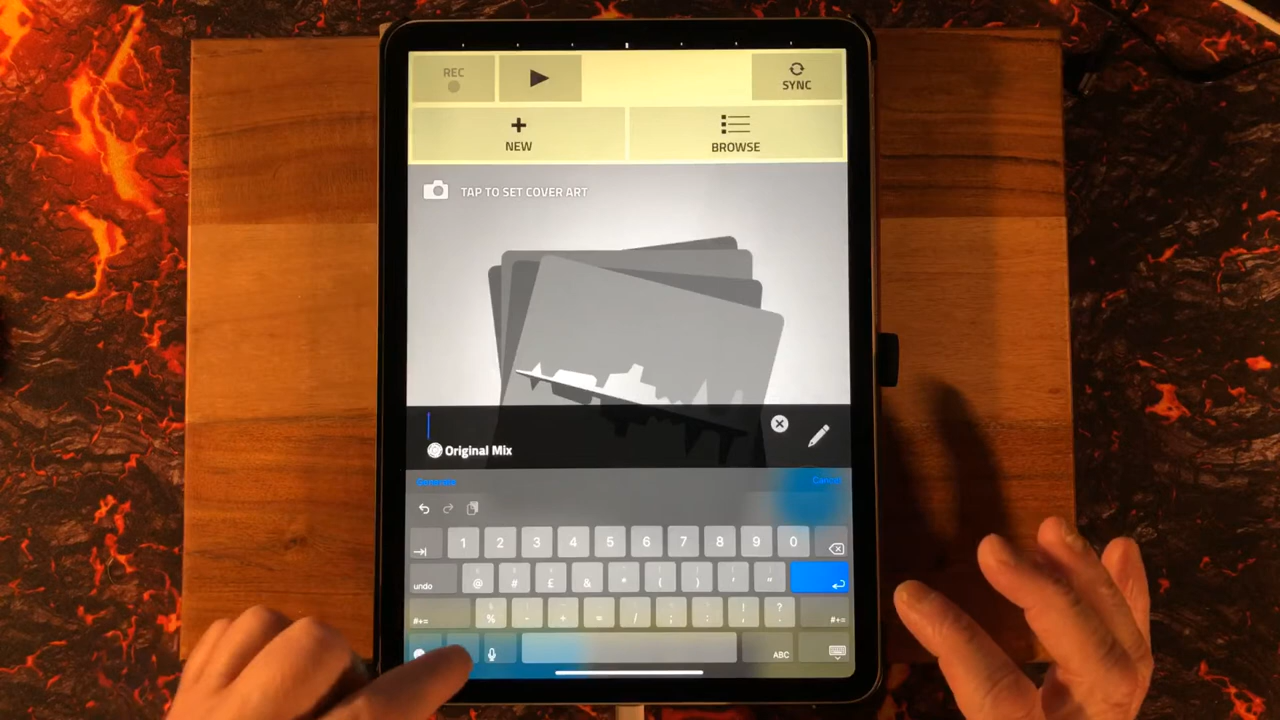 REC
SYNC
NEW
BROWSE
TAP TO SET COVER ART
Original Mix
Cancel
1 2 3 4 5 6 7 8 9 0
undo @ # £ & * ( ) ' "
#+= % - + = / ; : ! ? #+=
ABC